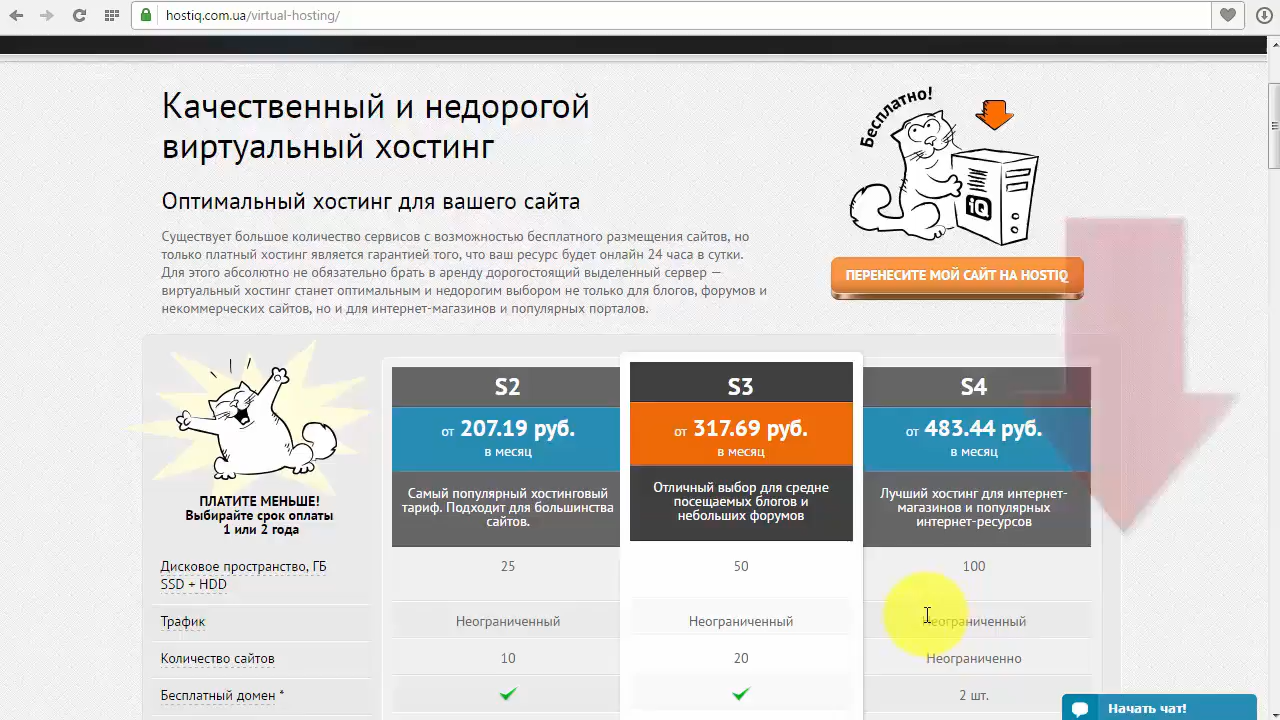 hostiq.com.ua/virtual-hosting/
Качественный и недорогой
виртуальный хостинг
Бесплатно!
iQ
Оптимальный хостинг для вашего сайта
Существует большое количество сервисов с возможностью бесплатного размещения сайтов, но
только платный хостинг является гарантией того, что ваш ресурс будет онлайн 24 часа в сутки.
Для этого абсолютно не обязательно брать в аренду дорогостоящий выделенный сервер —
виртуальный хостинг станет оптимальным и недорогим выбором не только для блогов, форумов и
некоммерческих сайтов, но и для интернет-магазинов и популярных порталов.
ПЕРЕНЕСИТЕ МОЙ САЙТ НА HOSTIQ
ПЛАТИТЕ МЕНЬШЕ!
Выбирайте срок оплаты
1 или 2 года
S2 S3 S4
от 207.19 руб. от 317.69 руб. от 483.44 руб.
в месяц в месяц в месяц
Самый популярный хостинговый
тариф. Подходит для большинства
сайтов.
Отличный выбор для средне
посещаемых блогов и
небольших форумов
Лучший хостинг для интернет-
магазинов и популярных
интернет-ресурсов
Дисковое пространство, ГБ 25 50 100
SSD + HDD
Трафик Неограниченный Неограниченный Неограниченный
Количество сайтов 10 20 Неограниченно
Бесплатный домен * 2 шт.
Начать чат!